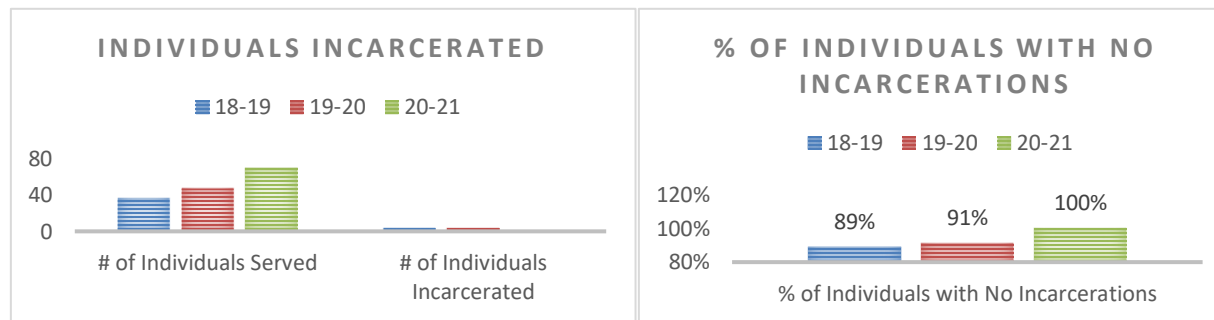 INDIVIDUALS INCARCERATED
18-19 19-20 20-21
80
40
0
# of Individuals Served
# of Individuals
Incarcerated
% OF INDIVIDUALS WITH NO
INCARCERATIONS
18-19 19-20 20-21
120%
100%
80%
89% 91% 100%
% of Individuals with No Incarcerations